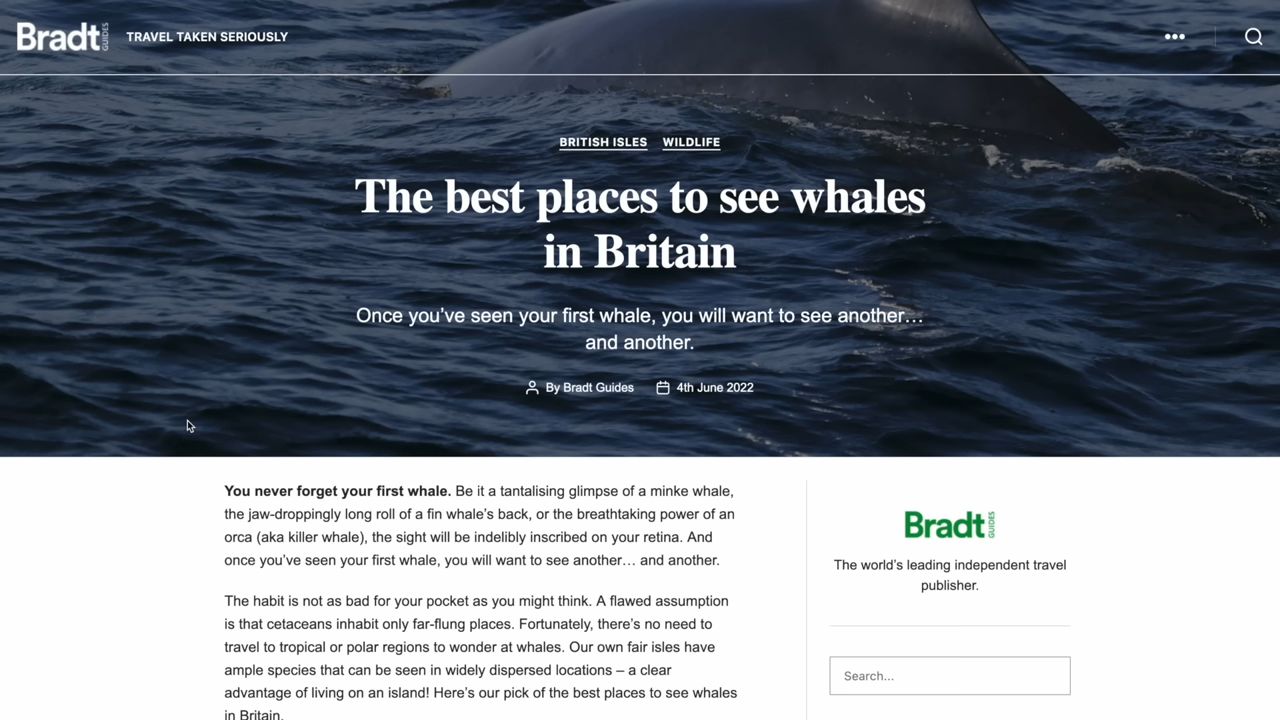 Bradt GUIDES TRAVEL TAKEN SERIOUSLY
BRITISH ISLES WILDLIFE
The best places to see whales
in Britain
Once you’ve seen your first whale, you will want to see another…
and another.
By Bradt Guides 4th June 2022
You never forget your first whale. Be it a tantalising glimpse of a minke whale,
the jaw-droppingly long roll of a fin whale’s back, or the breathtaking power of an
orca (aka killer whale), the sight will be indelibly inscribed on your retina. And
once you’ve seen your first whale, you will want to see another… and another.
The habit is not as bad for your pocket as you might think. A flawed assumption
is that cetaceans inhabit only far-flung places. Fortunately, there’s no need to
travel to tropical or polar regions to wonder at whales. Our own fair isles have
ample species that can be seen in widely dispersed locations – a clear
advantage of living on an island! Here’s our pick of the best places to see whales
in Britain.
Bradt GUIDES
The world’s leading independent travel
publisher.
Search…